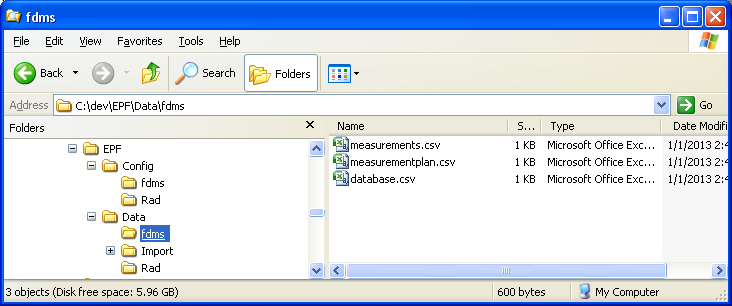 fdms
File Edit View Favorites Tools Help
Back Search Folders
Address C:\dev\EPF\Data\fdms Go
Folders
EPF
Config
fdms
Rad
Data
fdms
Import
Rad
Name S... Type Date Modifi
measurements.csv 1 KB Microsoft Office Exc... 1/1/2013 2:4
measurementplan.csv 1 KB Microsoft Office Exc... 1/1/2013 2:4
database.csv 1 KB Microsoft Office Exc... 1/1/2013 2:4
3 objects (Disk free space: 5.96 GB) 600 bytes My Computer